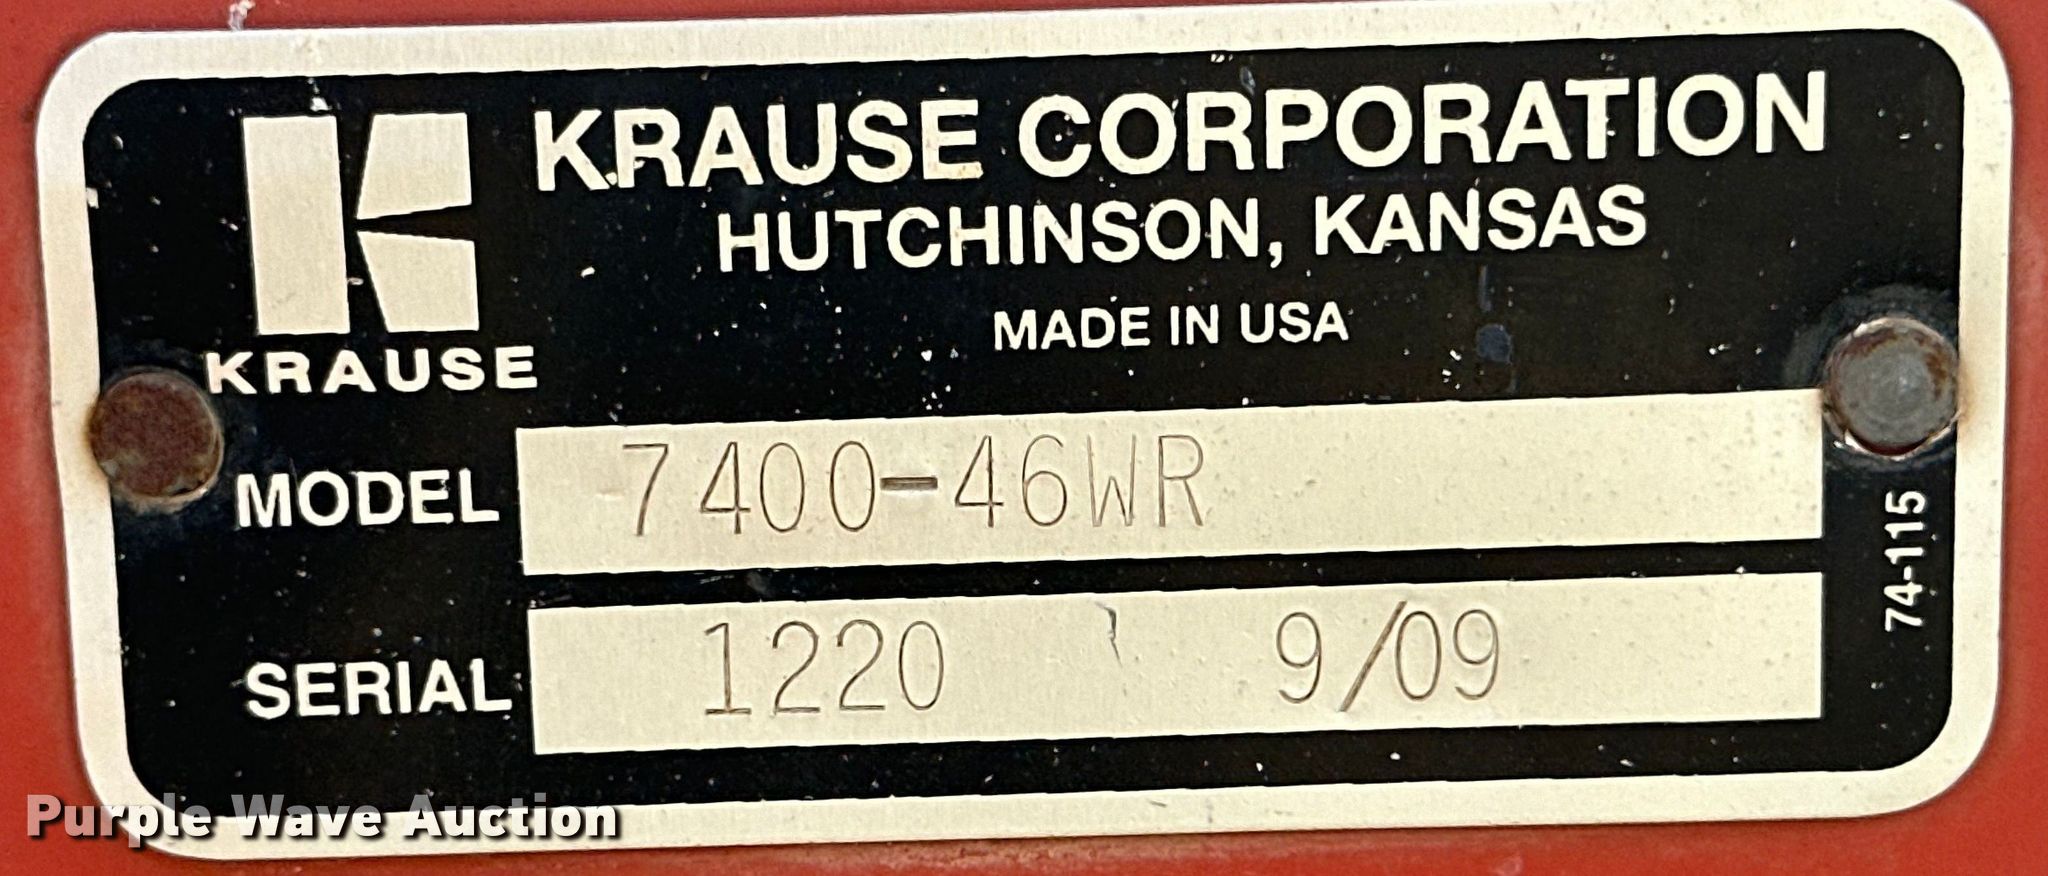 KRAUSE CORPORATION
HUTCHINSON, KANSAS
MADE IN USA
K
KRAUSE
MODEL 7400-46WR
SERIAL 1220 9/09
74-115
Purple Wave Auction